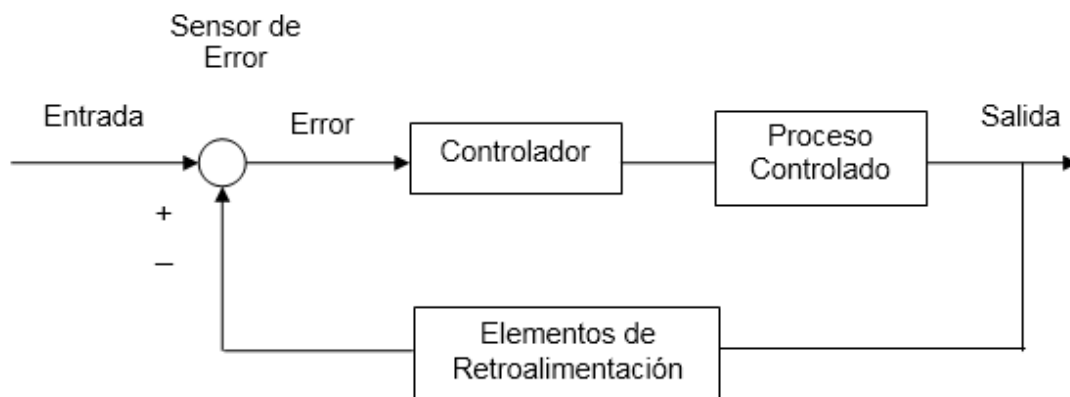 Sensor de
Error
Entrada
Error
Controlador
Proceso
Controlado
Salida
+
–
Elementos de
Retroalimentación